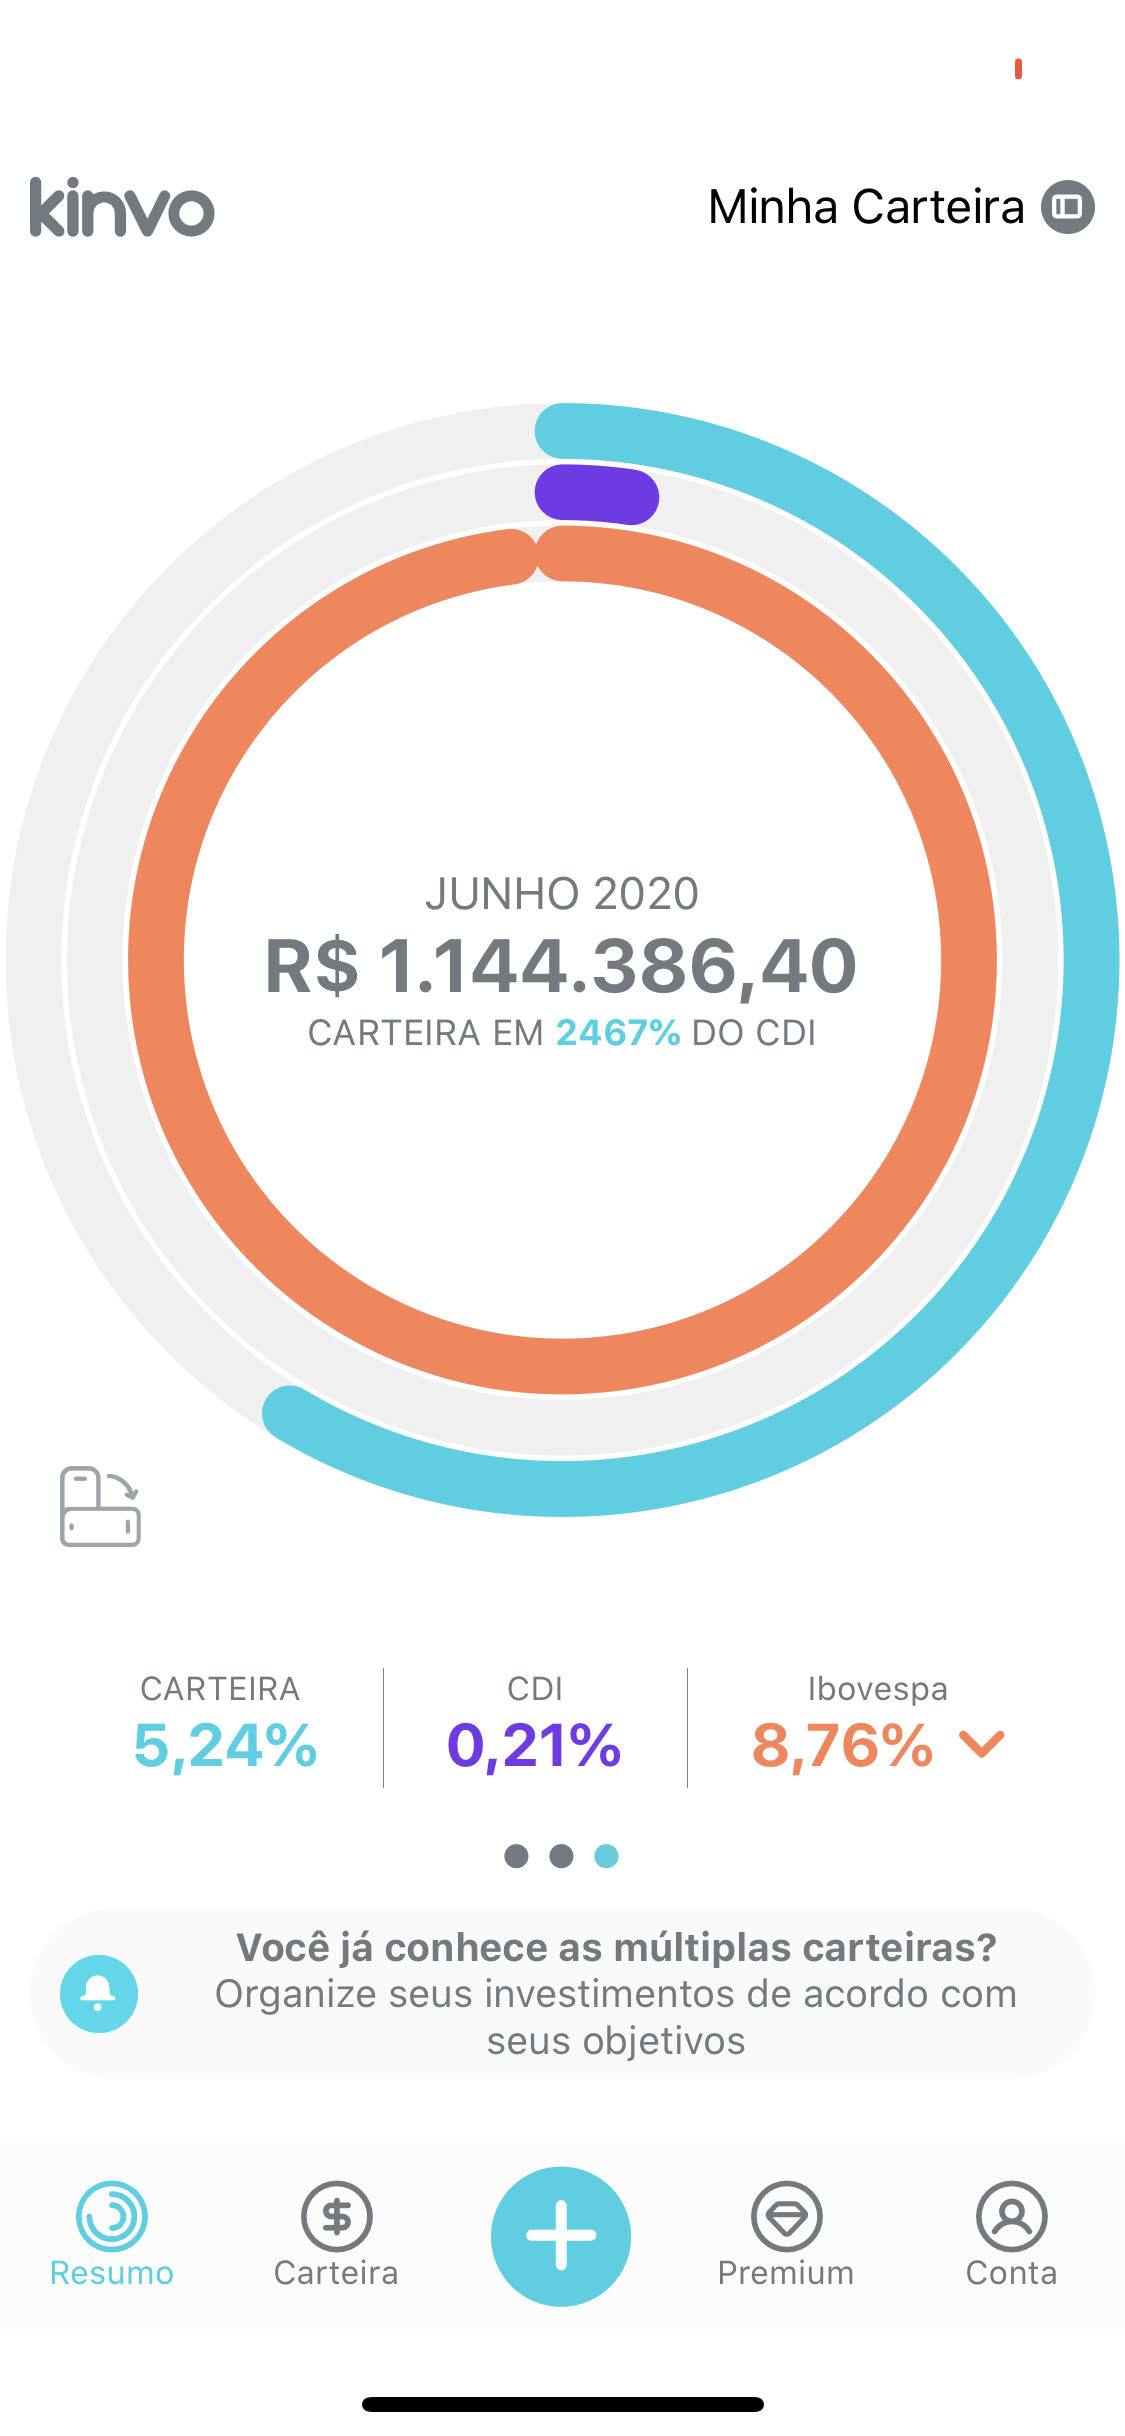 kinvo
Minha Carteira
JUNHO 2020
R$ 1.144.386,40
CARTEIRA EM 2467% DO CDI
CARTEIRA
5,24%
CDI
0,21%
Ibovespa
8,76%
Você já conhece as múltiplas carteiras?
Organize seus investimentos de acordo com
seus objetivos
Resumo
Carteira
Premium
Conta